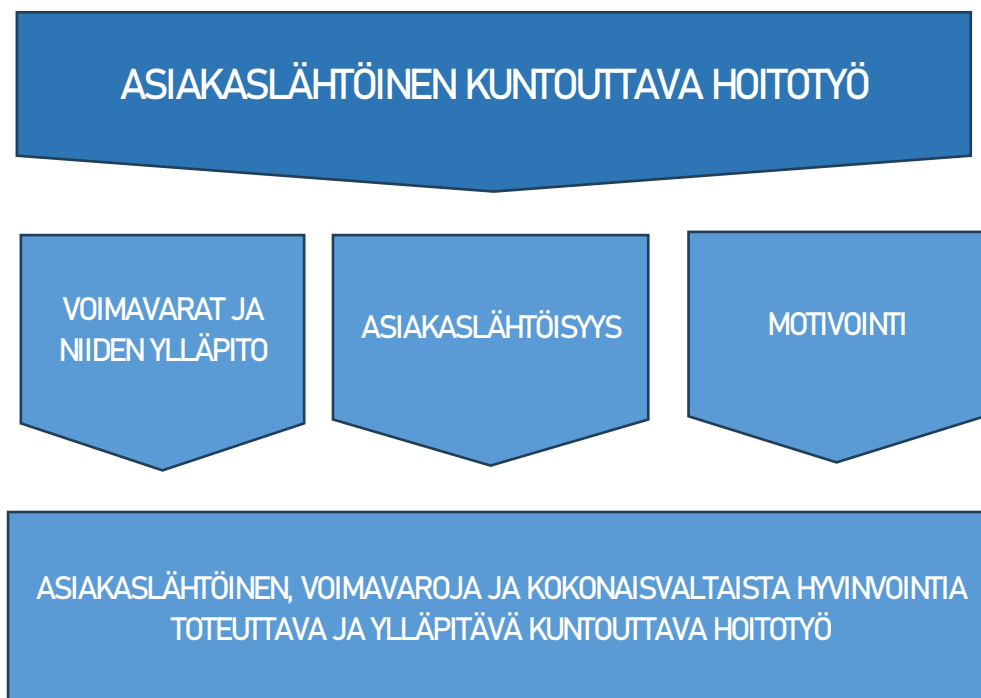 ASIAKASLÄHTÖINEN KUNTOUTTAVA HOITOTYÖ
VOIMAVARAT JA
NIIDEN YLLÄPITO
ASIAKASLÄHTÖISYYS
MOTIVOINTI
ASIAKASLÄHTÖINEN, VOIMAVAROJA JA KOKONAISVALTAISTA HYVINVOINTIA
TOTEUTTAVA JA YLLÄPITÄVÄ KUNTOUTTAVA HOITOTYÖ